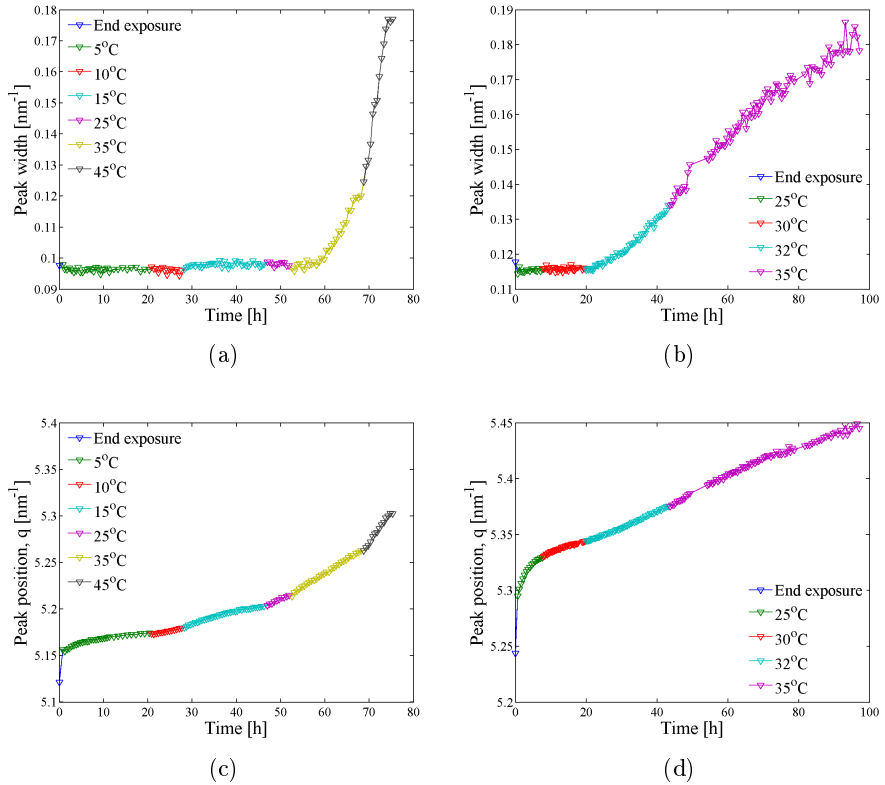 0.18
0.17
0.16
0.15
0.14
0.13
0.12
0.11
0.1
0.09
Peak width [nm⁻¹]
End exposure
5°C
10°C
15°C
25°C
35°C
45°C
0 10 20 30 40 50 60 70 80
Time [h]
(a)
0.19
0.18
0.17
0.16
0.15
0.14
0.13
0.12
0.11
Peak width [nm⁻¹]
End exposure
25°C
30°C
32°C
35°C
0 20 40 60 80 100
Time [h]
(b)
5.4
5.35
5.3
5.25
5.2
5.15
5.1
Peak position, q [nm⁻¹]
End exposure
5°C
10°C
15°C
25°C
35°C
45°C
0 10 20 30 40 50 60 70 80
Time [h]
(c)
5.45
5.4
5.35
5.3
5.25
5.2
Peak position, q [nm⁻¹]
End exposure
25°C
30°C
32°C
35°C
0 20 40 60 80 100
Time [h]
(d)